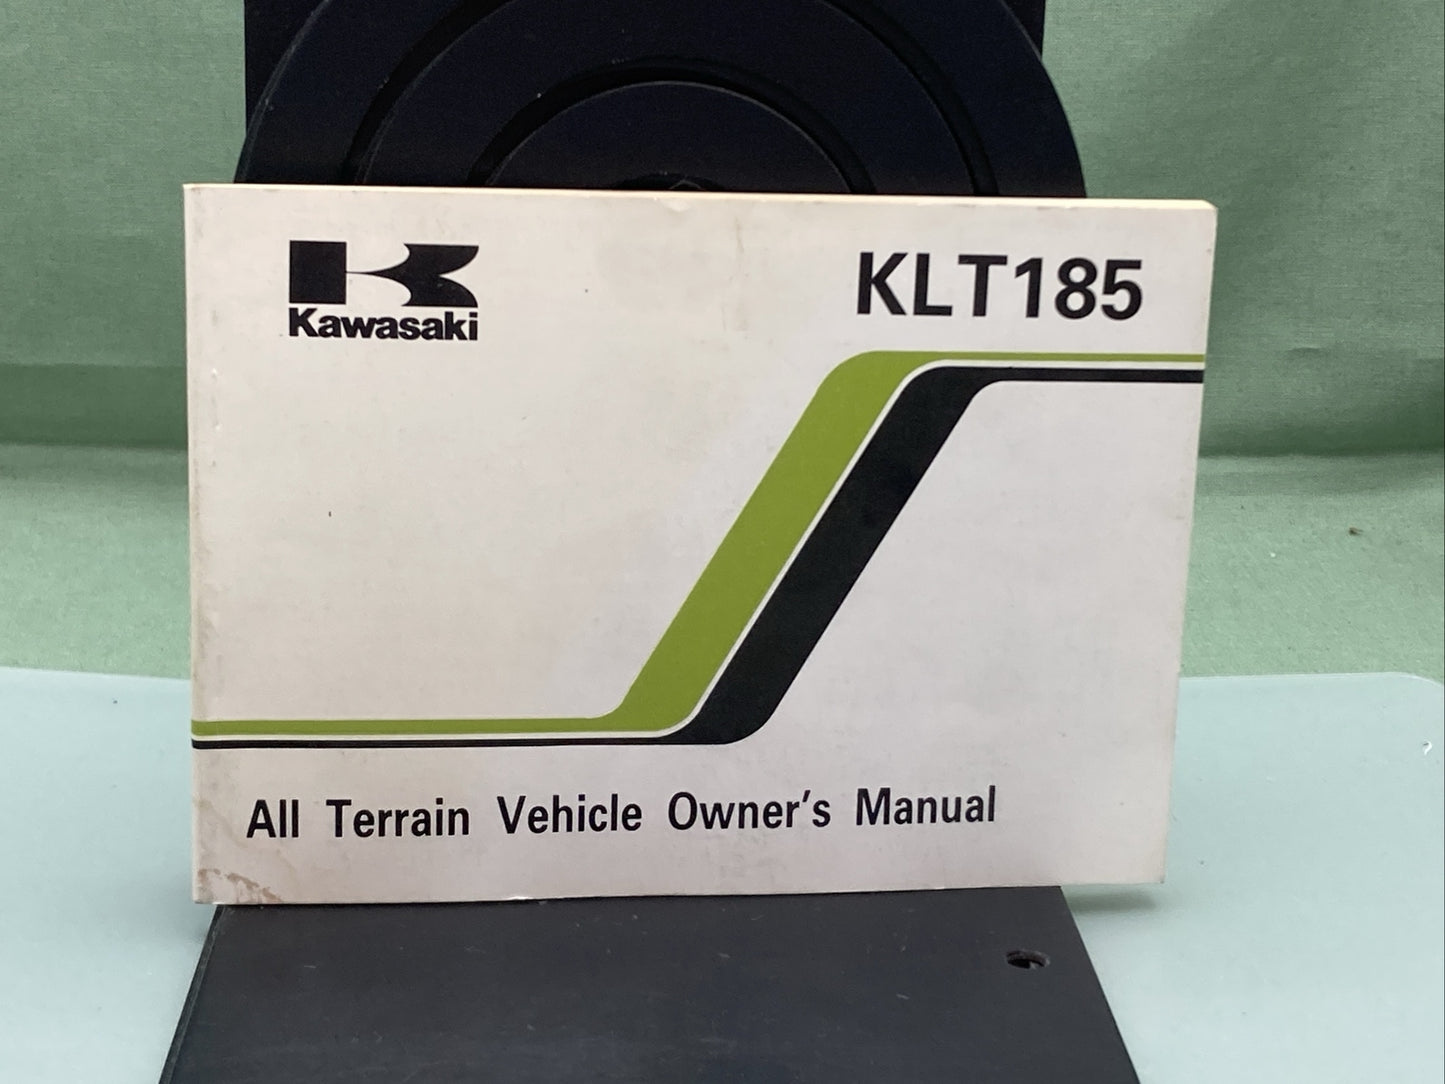 Kawasaki
KLT185
All Terrain Vehicle Owner's Manual